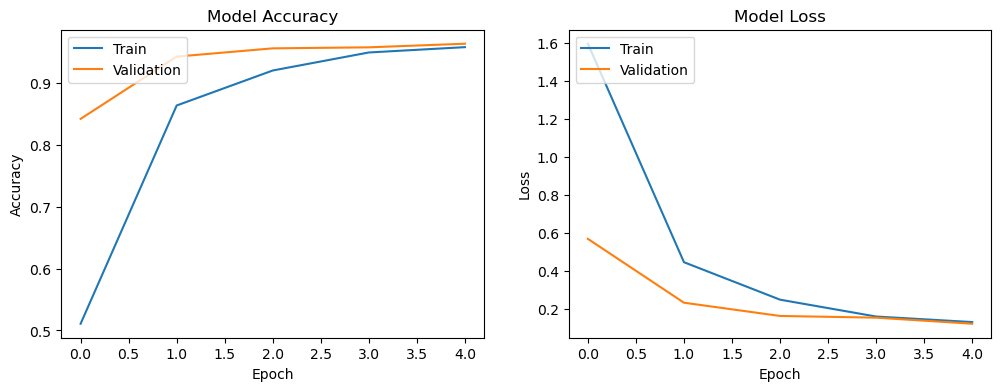 Model Accuracy
Train
Validation
0.9
0.8
0.7
0.6
0.5
Accuracy
0.0 0.5 1.0 1.5 2.0 2.5 3.0 3.5 4.0
Epoch
Model Loss
Train
Validation
1.6
1.4
1.2
1.0
0.8
0.6
0.4
0.2
Loss
0.0 0.5 1.0 1.5 2.0 2.5 3.0 3.5 4.0
Epoch